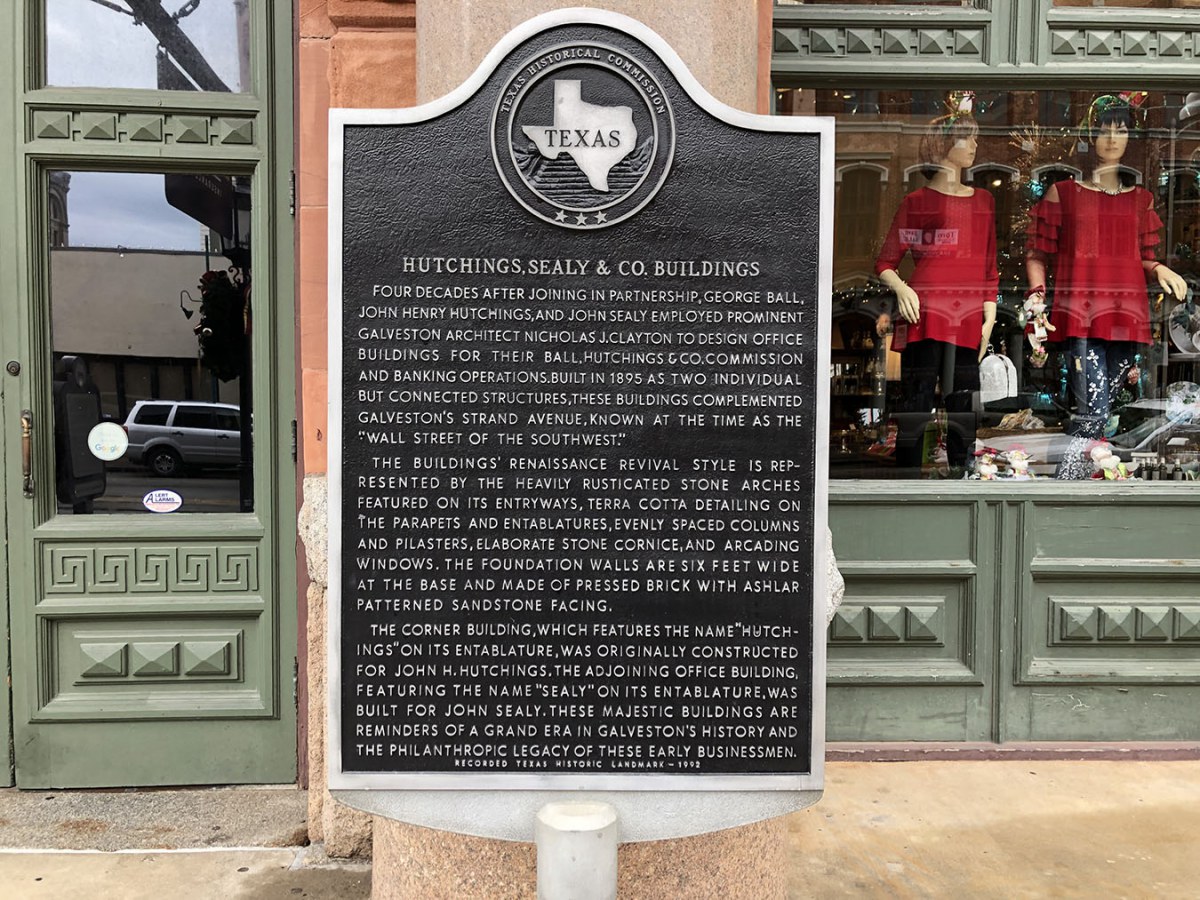 TEXAS HISTORICAL COMMISSION
TEXAS
HUTCHINGS, SEALY & CO. BUILDINGS
FOUR DECADES AFTER JOINING IN PARTNERSHIP, GEORGE BALL,
JOHN HENRY HUTCHINGS, AND JOHN SEALY EMPLOYED PROMINENT
GALVESTON ARCHITECT NICHOLAS J. CLAYTON TO DESIGN OFFICE
BUILDINGS FOR THEIR BALL, HUTCHINGS & CO. COMMISSION
AND BANKING OPERATIONS. BUILT IN 1895 AS TWO INDIVIDUAL
BUT CONNECTED STRUCTURES, THESE BUILDINGS COMPLEMENTED
GALVESTON'S STRAND AVENUE, KNOWN AT THE TIME AS THE
"WALL STREET OF THE SOUTHWEST."
THE BUILDINGS' RENAISSANCE REVIVAL STYLE IS REP-
RESENTED BY THE HEAVILY RUSTICATED STONE ARCHES
FEATURED ON ITS ENTRYWAYS, TERRA COTTA DETAILING ON
THE PARAPETS AND ENTABLATURES, EVENLY SPACED COLUMNS
AND PILASTERS, ELABORATE STONE CORNICE, AND ARCADING
WINDOWS. THE FOUNDATION WALLS ARE SIX FEET WIDE
AT THE BASE AND MADE OF PRESSED BRICK WITH ASHLAR
PATTERNED SANDSTONE FACING.
THE CORNER BUILDING, WHICH FEATURES THE NAME "HUTCH-
INGS" ON ITS ENTABLATURE, WAS ORIGINALLY CONSTRUCTED
FOR JOHN H. HUTCHINGS. THE ADJOINING OFFICE BUILDING,
FEATURING THE NAME "SEALY" ON ITS ENTABLATURE, WAS
BUILT FOR JOHN SEALY. THESE MAJESTIC BUILDINGS ARE
REMINDERS OF A GRAND ERA IN GALVESTON'S HISTORY AND
THE PHILANTHROPIC LEGACY OF THESE EARLY BUSINESSMEN.
RECORDED TEXAS HISTORIC LANDMARK – 1992
Google
ALERT
ALARMS